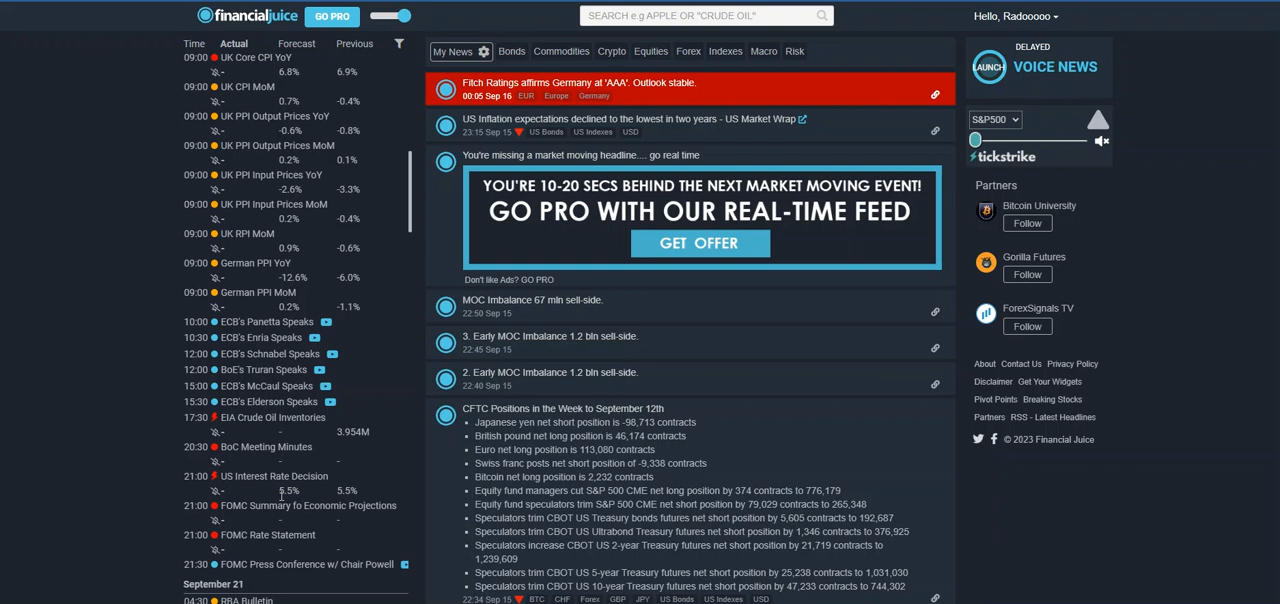 financialjuice GO PRO SEARCH E.G APPLE OR "CRUDE OIL" Hello, Radooooo
Time Actual Forecast Previous
09:00 UK Core CPI YoY
- 6.8% 6.9%
09:00 UK CPI MoM
- 0.7% -0.4%
09:00 UK PPI Output Prices YoY
- -0.6% -0.8%
09:00 UK PPI Output Prices MoM
- 0.2% 0.1%
09:00 UK PPI Input Prices YoY
- -2.6% -3.3%
09:00 UK PPI Input Prices MoM
- 0.2% -0.4%
09:00 UK RPI MoM
- 0.9% -0.6%
09:00 German PPI YoY
- -12.6% -6.0%
09:00 German PPI MoM
- 0.2% -1.1%
10:00 ECB's Panetta Speaks
10:30 ECB's Enria Speaks
12:00 ECB's Schnabel Speaks
12:00 BoE's Truran Speaks
15:00 ECB's McCaul Speaks
15:30 ECB's Elderson Speaks
17:30 EIA Crude Oil Inventories
- - 3.954M
20:30 BoC Meeting Minutes
- - -
21:00 US Interest Rate Decision
- 5.5% 5.5%
21:00 FOMC Summary fo Economic Projections
- - -
21:00 FOMC Rate Statement
- - -
21:30 FOMC Press Conference w/ Chair Powell
September 21
04:30 RBA Bulletin
My News Bonds Commodities Crypto Equities Forex Indexes Macro Risk
Fitch Ratings affirms Germany at 'AAA'. Outlook stable.
00:05 Sep 16 EUR Europe Germany
US Inflation expectations declined to the lowest in two years - US Market Wrap
23:15 Sep 15 US Bonds US Indexes USD
You're missing a market moving headline.... go real time
YOU'RE 10-20 SECS BEHIND THE NEXT MARKET MOVING EVENT!
GO PRO WITH OUR REAL-TIME FEED
GET OFFER
Don't like Ads? GO PRO
MOC Imbalance 67 mln sell-side.
22:50 Sep 15
3. Early MOC Imbalance 1.2 bln sell-side.
22:45 Sep 15
2. Early MOC Imbalance 1.2 bln sell-side.
22:40 Sep 15
CFTC Positions in the Week to September 12th
Japanese yen net short position is -98,713 contracts
British pound net long position is 46,174 contracts
Euro net long position is 113,080 contracts
Swiss franc posts net short position of -9,338 contracts
Bitcoin net long position is 2,232 contracts
Equity fund managers cut S&P 500 CME net long position by 374 contracts to 776,179
Equity fund speculators trim S&P 500 CME net short position by 79,029 contracts to 265,348
Speculators trim CBOT US Treasury bonds futures net short position by 5,605 contracts to 192,687
Speculators trim CBOT US Ultrabond Treasury futures net short position by 1,346 contracts to 376,925
Speculators increase CBOT US 2-year Treasury futures net short position by 21,719 contracts to
1,239,609
Speculators trim CBOT US 5-year Treasury futures net short position by 25,238 contracts to 1,031,030
Speculators trim CBOT US 10-year Treasury futures net short position by 47,233 contracts to 744,302
22:34 Sep 15 BTC CHF Forex GBP JPY US Bonds US Indexes USD
DELAYED
LAUNCH VOICE NEWS
S&P500
tickstrike
Partners
Bitcoin University
Follow
Gorilla Futures
Follow
ForexSignals TV
Follow
About Contact Us Privacy Policy
Disclaimer Get Your Widgets
Pivot Points Breaking Stocks
Partners RSS - Latest Headlines
© 2023 Financial Juice